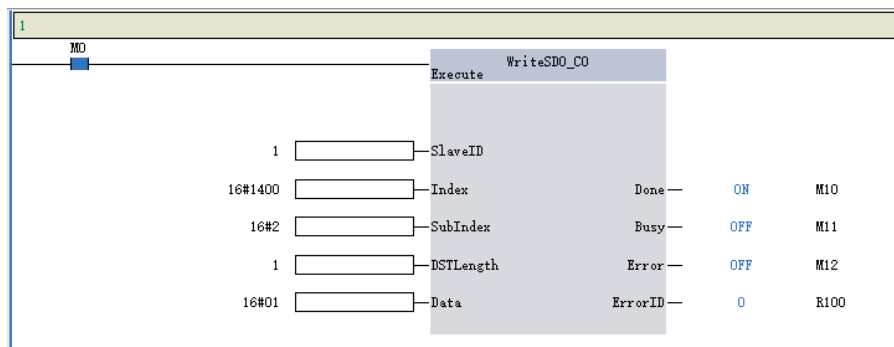 1
M0
WriteSDO_CO
Execute
1 SlaveID
16#1400 Index Done ON M10
16#2 SubIndex Busy OFF M11
1 DSTLength Error OFF M12
16#01 Data ErrorID 0 R100